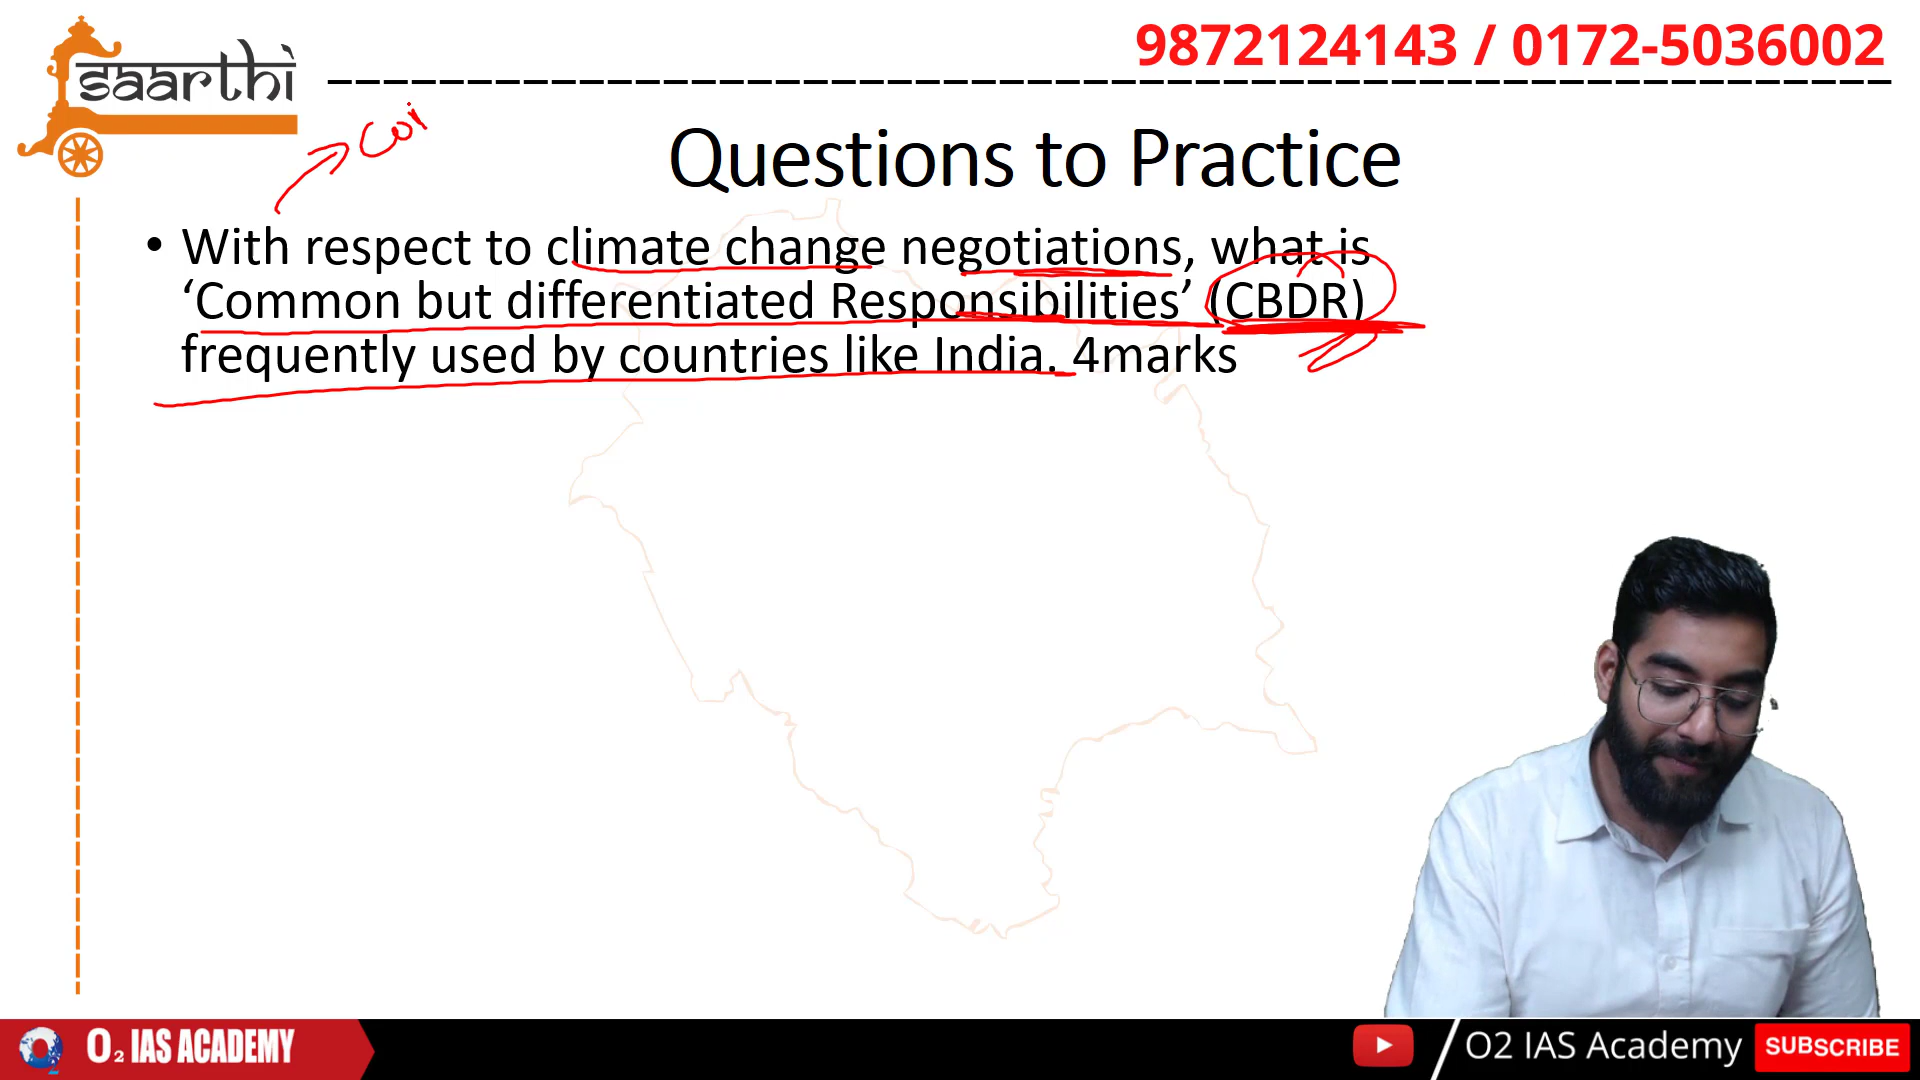 saarthi
9872124143 / 0172-5036002
Questions to Practice
• With respect to climate change negotiations, what is
‘Common but differentiated Responsibilities’ (CBDR)
frequently used by countries like India. 4marks
O2 IAS ACADEMY
O2 IAS Academy
SUBSCRIBE